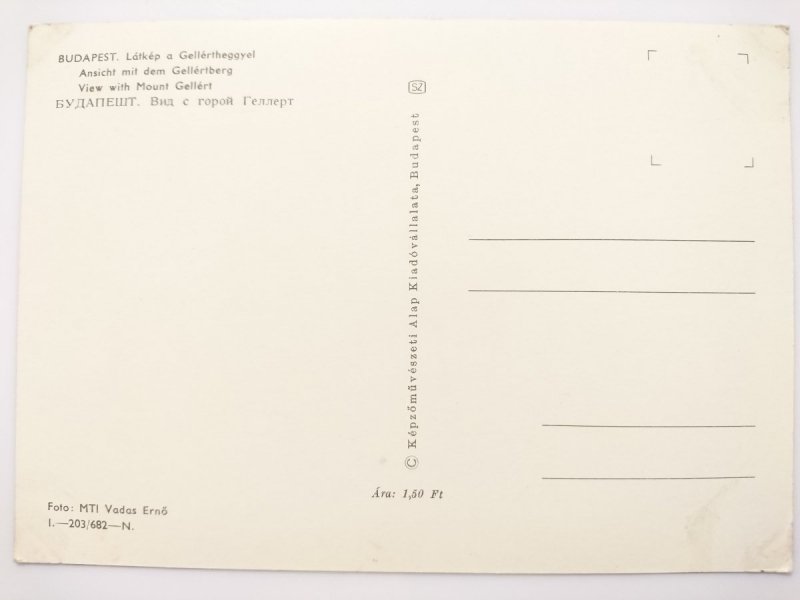 BUDAPEST. Látkép a Gellértheggyel
Ansicht mit dem Gellértberg
View with Mount Gellért
БУДАПЕШТ. Вид с горой Геллерт
SZ
© Képzőművészeti Alap Kiadóvállalata, Budapest
Ára: 1,50 Ft
Foto: MTI Vadas Ernő
I.—203/682—N.